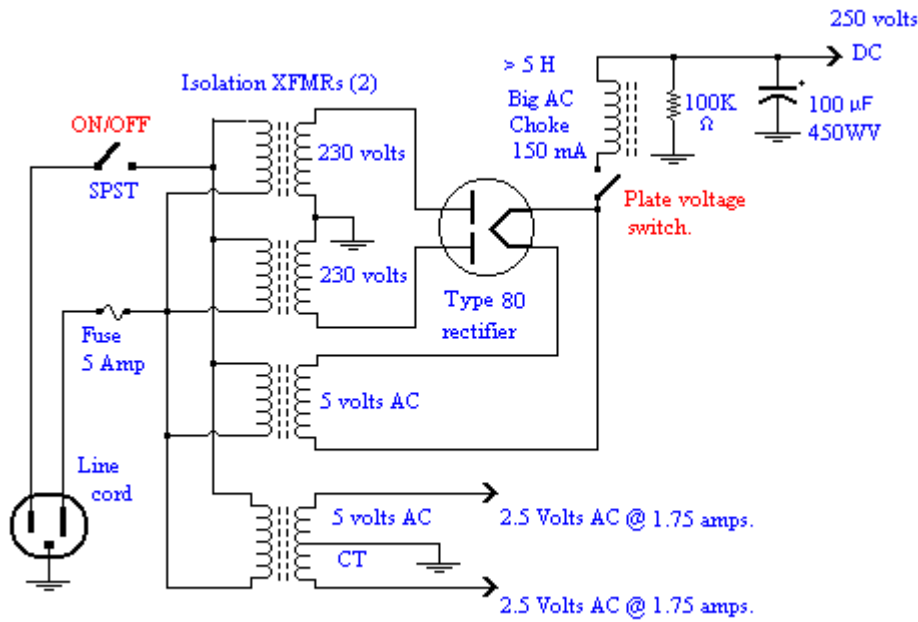 250 volts
DC
> 5 H
Big AC
Choke
150 mA
100K
Ω
100 µF
450WV
Isolation XFMRs (2)
ON/OFF
SPST
230 volts
230 volts
Plate voltage
switch.
Type 80
rectifier
Fuse
5 Amp
5 volts AC
Line
cord
5 volts AC
CT
2.5 Volts AC @ 1.75 amps.
2.5 Volts AC @ 1.75 amps.
+